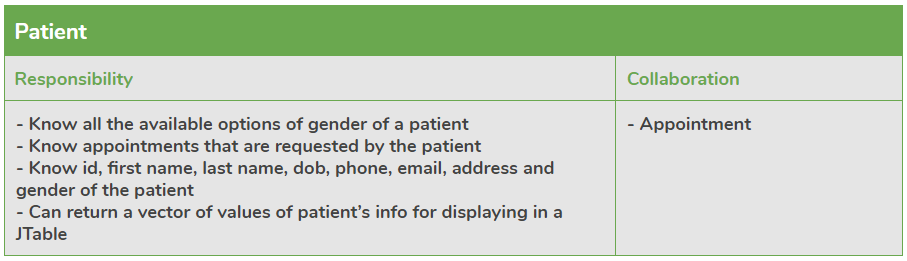 Patient
Responsibility
Collaboration
- Know all the available options of gender of a patient
- Know appointments that are requested by the patient
- Know id, first name, last name, dob, phone, email, address and
gender of the patient
- Can return a vector of values of patient’s info for displaying in a
JTable
- Appointment